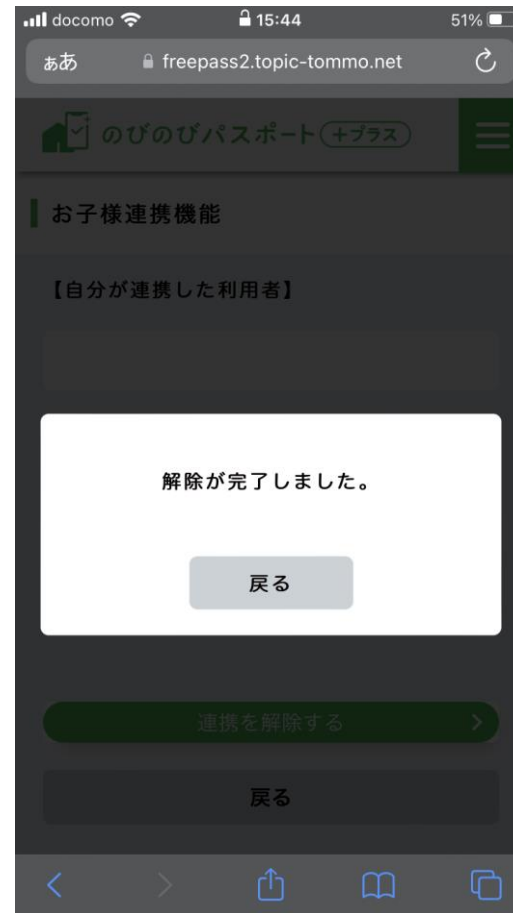 docomo 15:44 51%
ぁあ freepass2.topic-tommo.net
のびのびパスポート +プラス
お子様連携機能
【自分が連携した利用者】
解除が完了しました。
戻る
連携を解除する
戻る